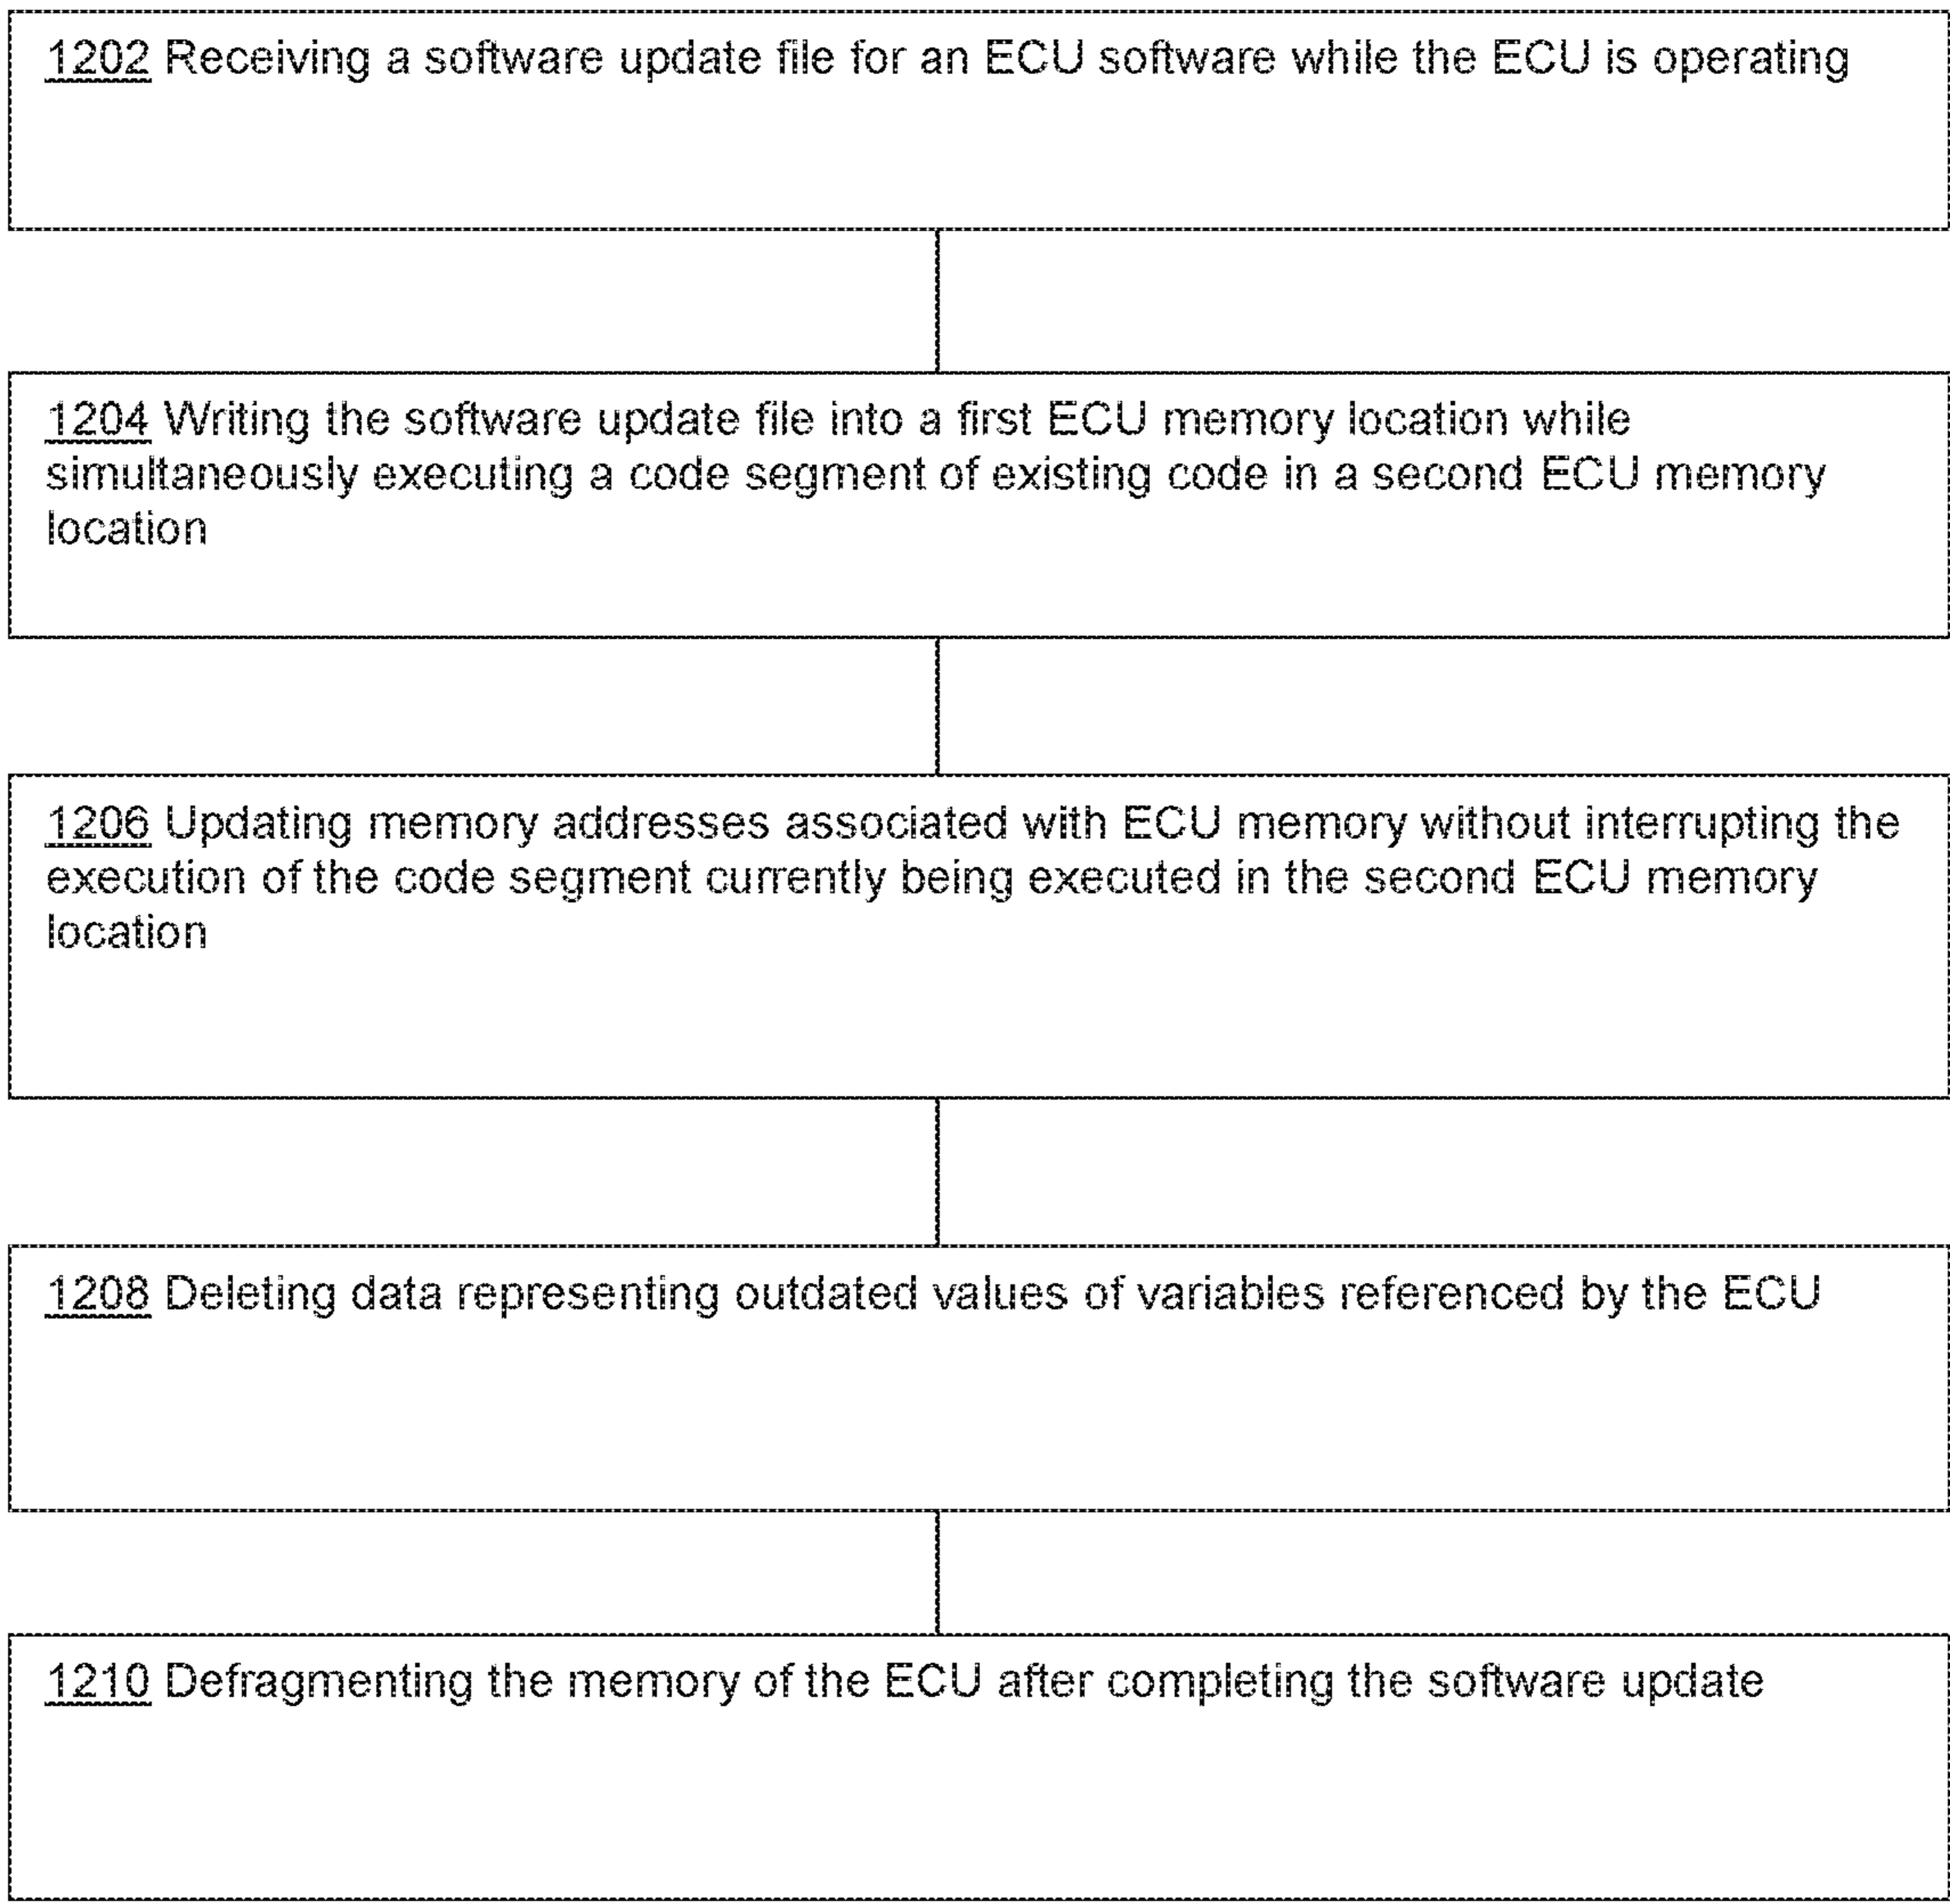 1202 Receiving a software update file for an ECU software while the ECU is operating
1204 Writing the software update file into a first ECU memory location while
simultaneously executing a code segment of existing code in a second ECU memory
location
1206 Updating memory addresses associated with ECU memory without interrupting the
execution of the code segment currently being executed in the second ECU memory
location
1208 Deleting data representing outdated values of variables referenced by the ECU
1210 Defragmenting the memory of the ECU after completing the software update